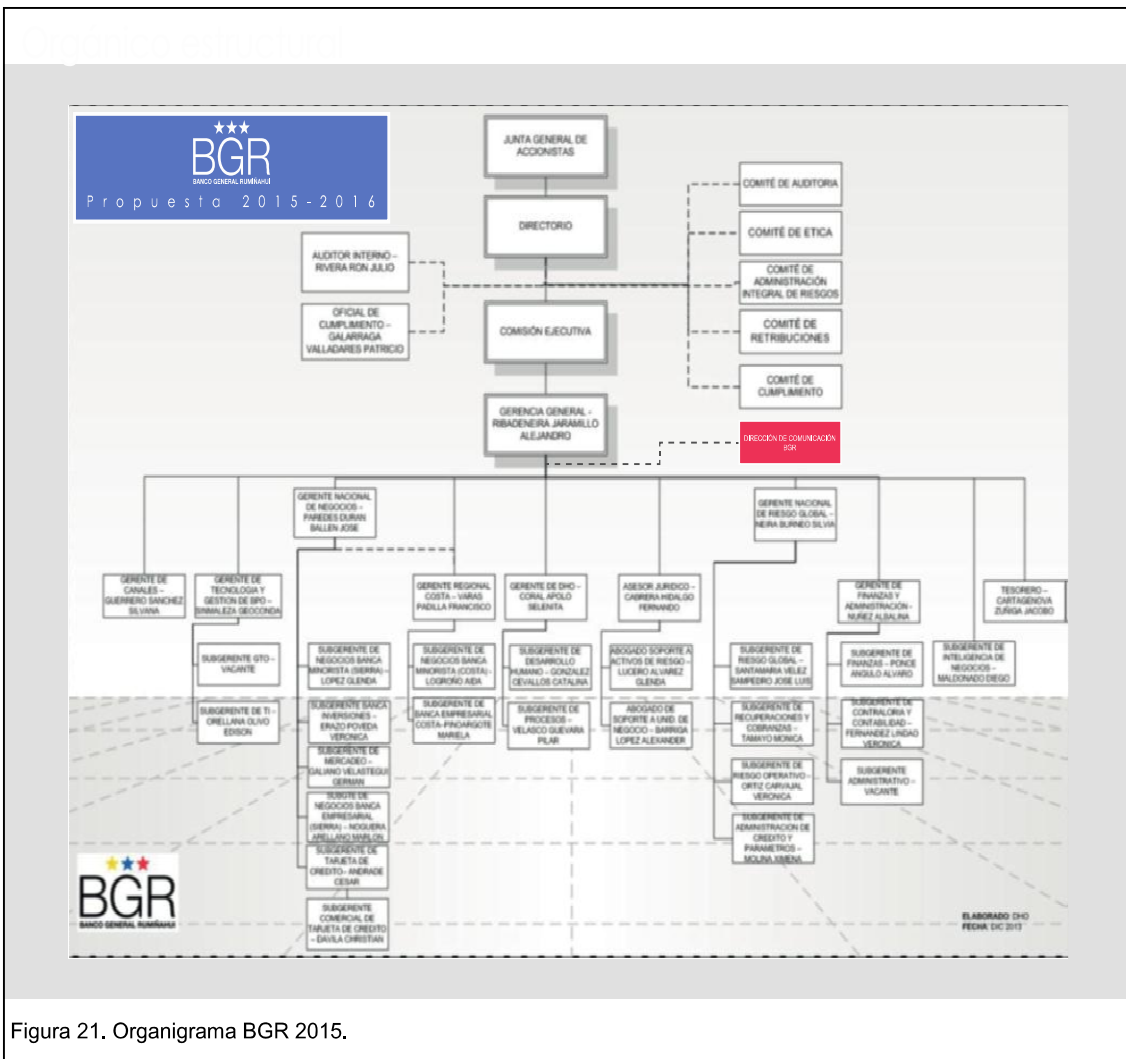 Orgánico estructural
★★★
BGR
BANCO GENERAL RUMIÑAHUI
Propuesta 2015-2016
JUNTA GENERAL DE
ACCIONISTAS
DIRECTORIO
COMITÉ DE AUDITORIA
COMITÉ DE ETICA
COMITÉ DE
ADMINISTRACIÓN
INTEGRAL DE RIESGOS
COMITÉ DE
RETRIBUCIONES
COMITÉ DE
CUMPLIMIENTO
AUDITOR INTERNO –
RIVERA RON JULIO
OFICIAL DE
CUMPLIMIENTO –
GALARRAGA
VALLADARES PATRICIO
COMISIÓN EJECUTIVA
GERENCIA GENERAL -
RIBADENEIRA JARAMILLO
ALEJANDRO
DIRECCIÓN DE COMUNICACIÓN
BGR
GERENTE NACIONAL
DE NEGOCIOS –
PAREDES DURAN
BALLEN JOSE
GERENTE NACIONAL
DE RIESGO GLOBAL –
NEIRA BURNEO SILVIA
GERENTE DE
CANALES –
GUERRERO SANCHEZ
SILVANA
GERENTE DE
TECNOLOGIA Y
GESTION DE BPO –
SINMALEZA GEOCONDA
GERENTE REGIONAL
COSTA – VARAS
PADILLA FRANCISCO
GERENTE DE DHO –
CORAL APOLO
SELENITA
ASESOR JURIDICO –
CABRERA HIDALGO
FERNANDO
GERENTE DE
FINANZAS Y
ADMINISTRACIÓN -
NUÑEZ ALBALINA
TESORERO –
CARTAGENOVA
ZUÑIGA JACOBO
SUBGERENTE GTO –
VACANTE
SUBGERENTE DE TI –
ORELLANA OLIVO
EDISON
SUBGERENTE DE
NEGOCIOS BANCA
MINORISTA (SIERRA) –
LOPEZ GLENDA
SUBGERENTE BANCA
INVERSIONES –
ERAZO POVEDA
VERONICA
SUBGERENTE DE
MERCADEO –
GALIANO VELASTEGUI
GERMAN
SUBGTE DE
NEGOCIOS BANCA
EMPRESARIAL
(SIERRA) – NOGUERA
ARELLANO MARLON
SUBGERENTE DE
TARJETA DE
CREDITO – ANDRADE
CESAR
SUBGERENTE
COMERCIAL DE
TARJETA DE CREDITO
– DAVILA CHRISTIAN
SUBGERENTE DE
NEGOCIOS BANCA
MINORISTA (COSTA) –
LOGROÑO AIDA
SUBGERENTE DE
BANCA EMPRESARIAL
COSTA–PINOARGOTE
MARIELA
SUBGERENTE DE
DESARROLLO
HUMANO – GONZALEZ
CEVALLOS CATALINA
SUBGERENTE DE
PROCESOS –
VELASCO GUEVARA
PILAR
ABOGADO SOPORTE A
ACTIVOS DE RIESGO –
LUCERO ALVAREZ
GLENDA
ABOGADO DE
SOPORTE A UNID. DE
NEGOCIO – BARRIGA
LOPEZ ALEXANDER
SUBGERENTE DE
RIESGO GLOBAL –
SANTAMARIA VELEZ
SAMPEDRO JOSE LUIS
SUBGERENTE DE
RECUPERACIONES Y
COBRANZAS –
TAMAYO MONICA
SUBGERENTE DE
RIESGO OPERATIVO –
ORTIZ CARVAJAL
VERONICA
SUBGERENTE DE
ADMINISTRACION DE
CREDITO Y
PARAMETROS –
MOLINA XIMENA
SUBGERENTE DE
FINANZAS – PONCE
ANGULO ALVARO
SUBGERENTE DE
CONTRALORIA Y
CONTABILIDAD –
FERNANDEZ LINDAO
VERONICA
SUBGERENTE
ADMINISTRATIVO –
VACANTE
SUBGERENTE DE
INTELIGENCIA DE
NEGOCIOS –
MALDONADO DIEGO
★★★
BGR
BANCO GENERAL RUMIÑAHUI
ELABORADO: DHO
FECHA: DIC 2013
Figura 21. Organigrama BGR 2015.